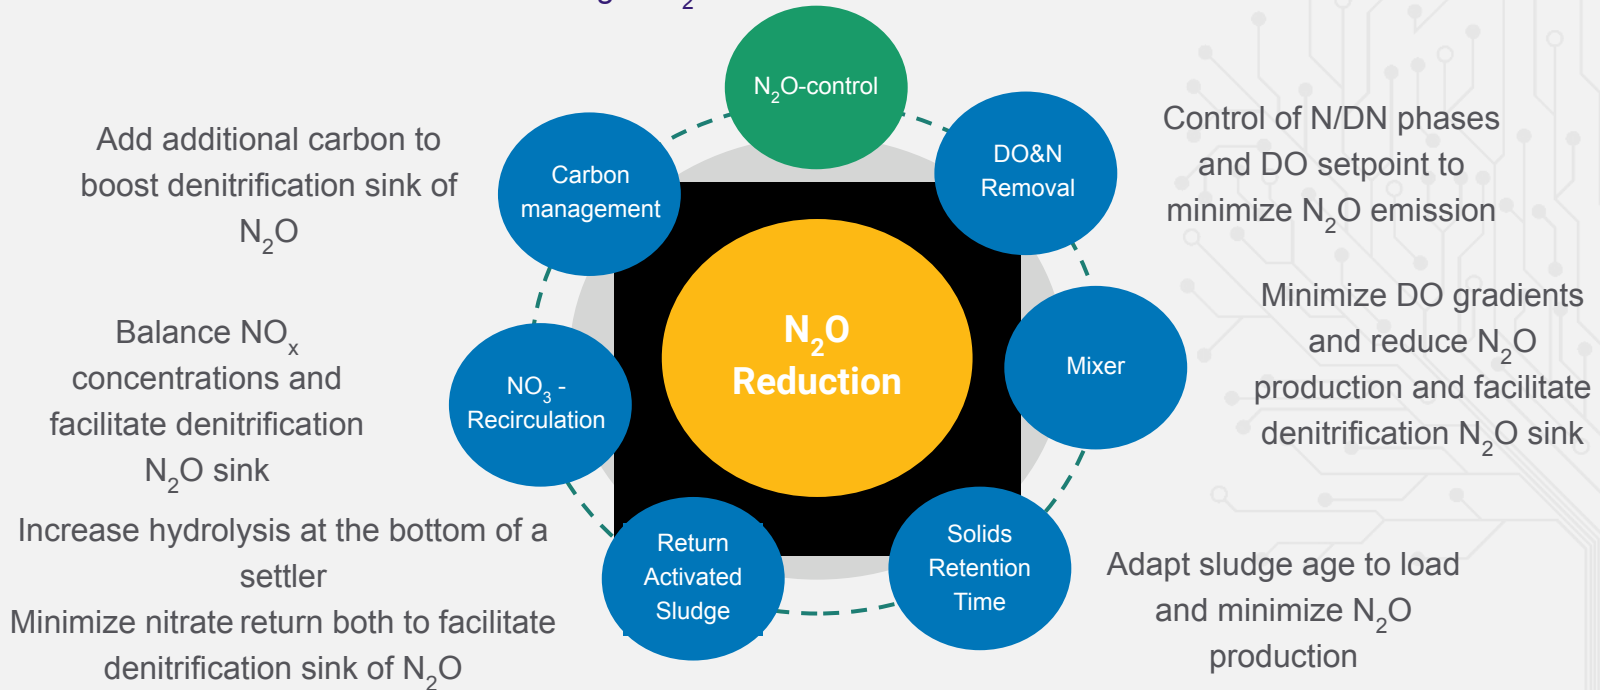 N₂O-control
DO&N
Removal
Control of N/DN phases
and DO setpoint to
minimize N₂O emission
Mixer
Minimize DO gradients
and reduce N₂O
production and facilitate
denitrification N₂O sink
Solids
Retention
Time
Adapt sludge age to load
and minimize N₂O
production
Return
Activated
Sludge
Increase hydrolysis at the bottom of a
settler
Minimize nitrate return both to facilitate
denitrification sink of N₂O
NO₃ -
Recirculation
Balance NOₓ
concentrations and
facilitate denitrification
N₂O sink
Carbon
management
Add additional carbon to
boost denitrification sink of
N₂O
N₂O
Reduction